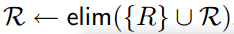 ℛ ← elim({R} ∪ ℛ)